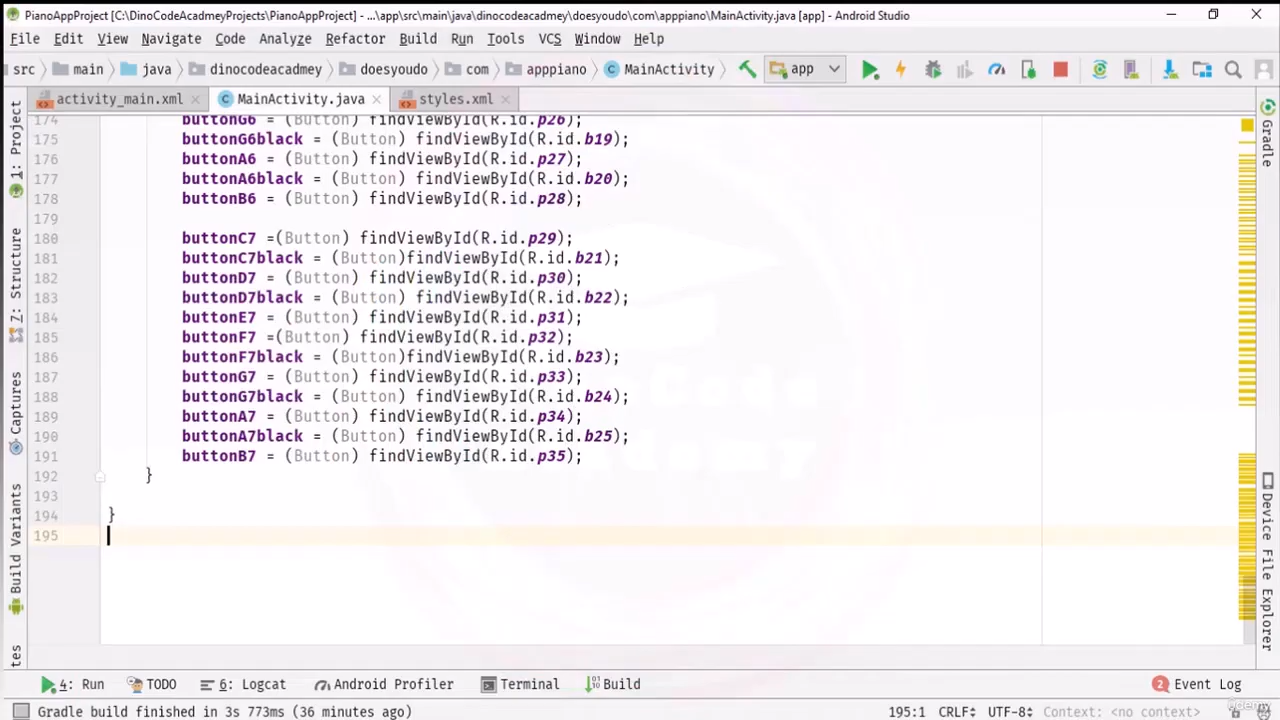 PianoAppProject [C:\DinoCodeAcadmeyProjects\PianoAppProject] - ...\app\src\main\java\dinocodeacadmey\doesyoudo\com\apppiano\MainActivity.java [app] - Android Studio
File Edit View Navigate Code Analyze Refactor Build Run Tools VCS Window Help
src main java dinocodeacadmey doesyoudo com apppiano MainActivity app
activity_main.xml MainActivity.java styles.xml
174 buttonG6 = (Button) findViewById(R.id.p26);
175 buttonG6black = (Button) findViewById(R.id.b19);
176 buttonA6 = (Button) findViewById(R.id.p27);
177 buttonA6black = (Button) findViewById(R.id.b20);
178 buttonB6 = (Button) findViewById(R.id.p28);
179
180 buttonC7 =(Button) findViewById(R.id.p29);
181 buttonC7black = (Button)findViewById(R.id.b21);
182 buttonD7 = (Button) findViewById(R.id.p30);
183 buttonD7black = (Button) findViewById(R.id.b22);
184 buttonE7 = (Button) findViewById(R.id.p31);
185 buttonF7 =(Button) findViewById(R.id.p32);
186 buttonF7black = (Button)findViewById(R.id.b23);
187 buttonG7 = (Button) findViewById(R.id.p33);
188 buttonG7black = (Button) findViewById(R.id.b24);
189 buttonA7 = (Button) findViewById(R.id.p34);
190 buttonA7black = (Button) findViewById(R.id.b25);
191 buttonB7 = (Button) findViewById(R.id.p35);
192 }
193
194 }
195
1: Project
Z: Structure
Captures
Build Variants
tes
Gradle
Device File Explorer
4: Run TODO 6: Logcat Android Profiler Terminal Build 2 Event Log
Gradle build finished in 3s 773ms (36 minutes ago) 195:1 CRLF UTF-8 Context: <no context>
udemy